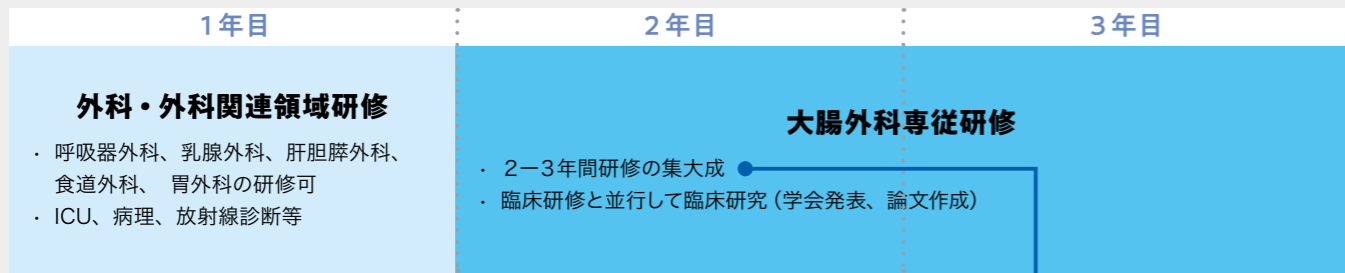 1年目
2年目
3年目
外科・外科関連領域研修
・ 呼吸器外科、乳腺外科、肝胆膵外科、
食道外科、 胃外科の研修可
・ ICU、病理、放射線診断等
大腸外科専従研修
・ 2ー3年間研修の集大成
・ 臨床研修と並行して臨床研究（学会発表、論文作成）